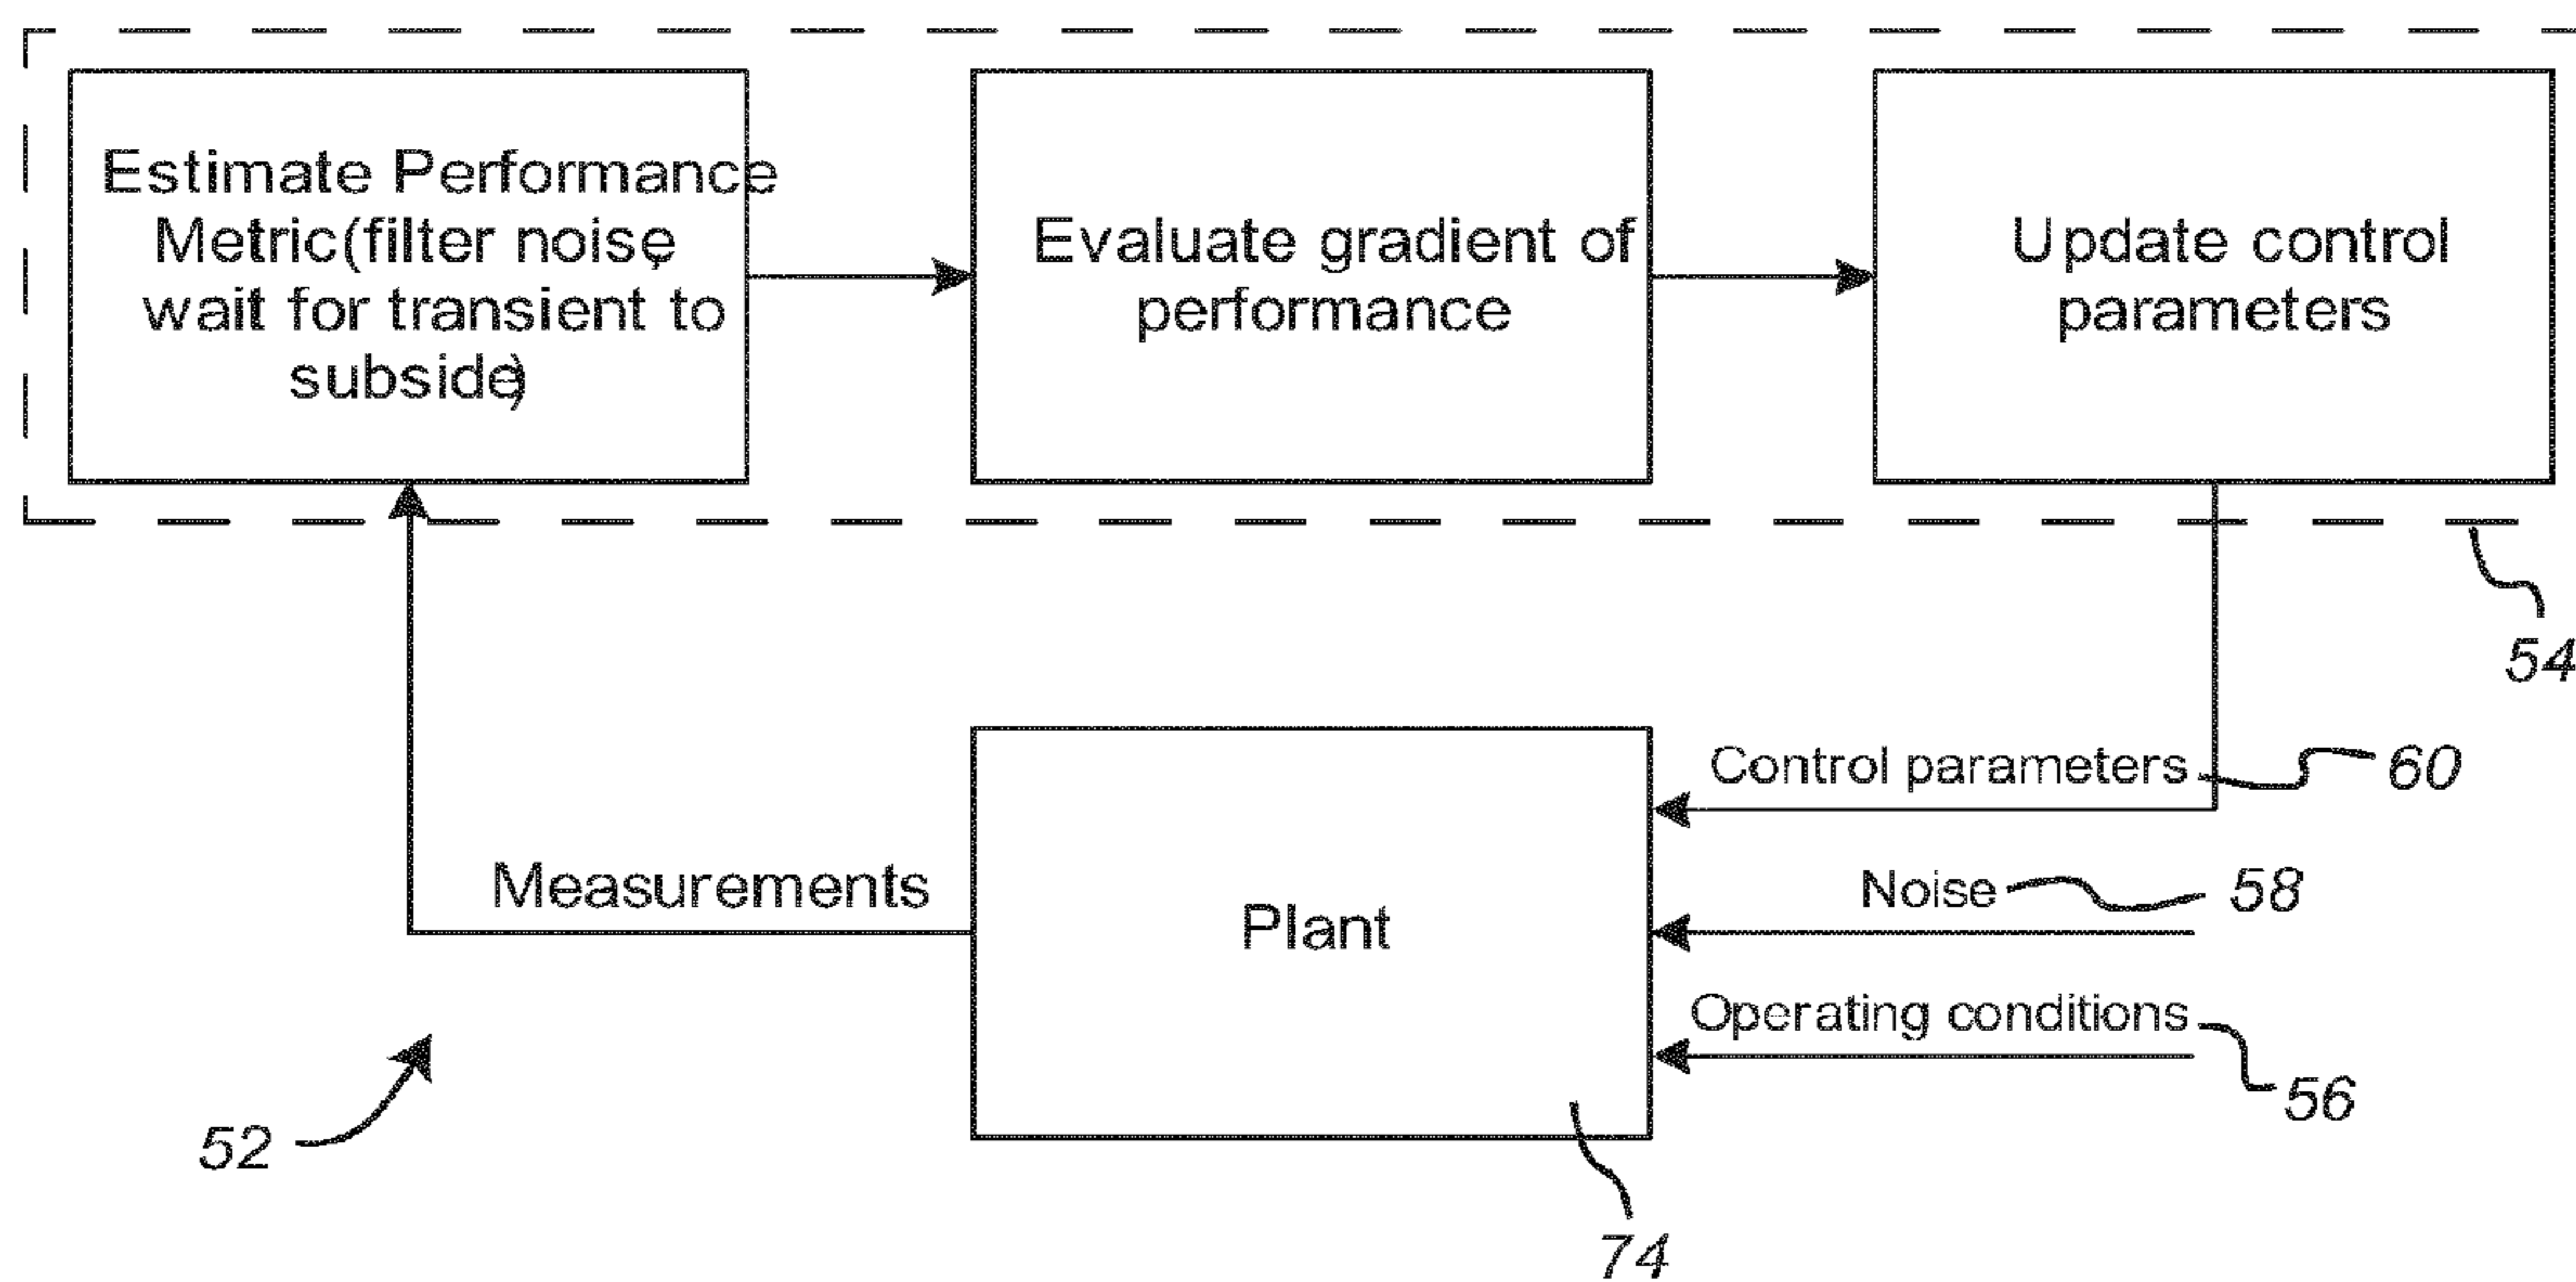 Estimate Performance
Metric(filter noise,
wait for transient to
subside)
Evaluate gradient of
performance
Update control
parameters
54
Control parameters
60
Noise
58
Measurements
Plant
Operating conditions
56
52
74